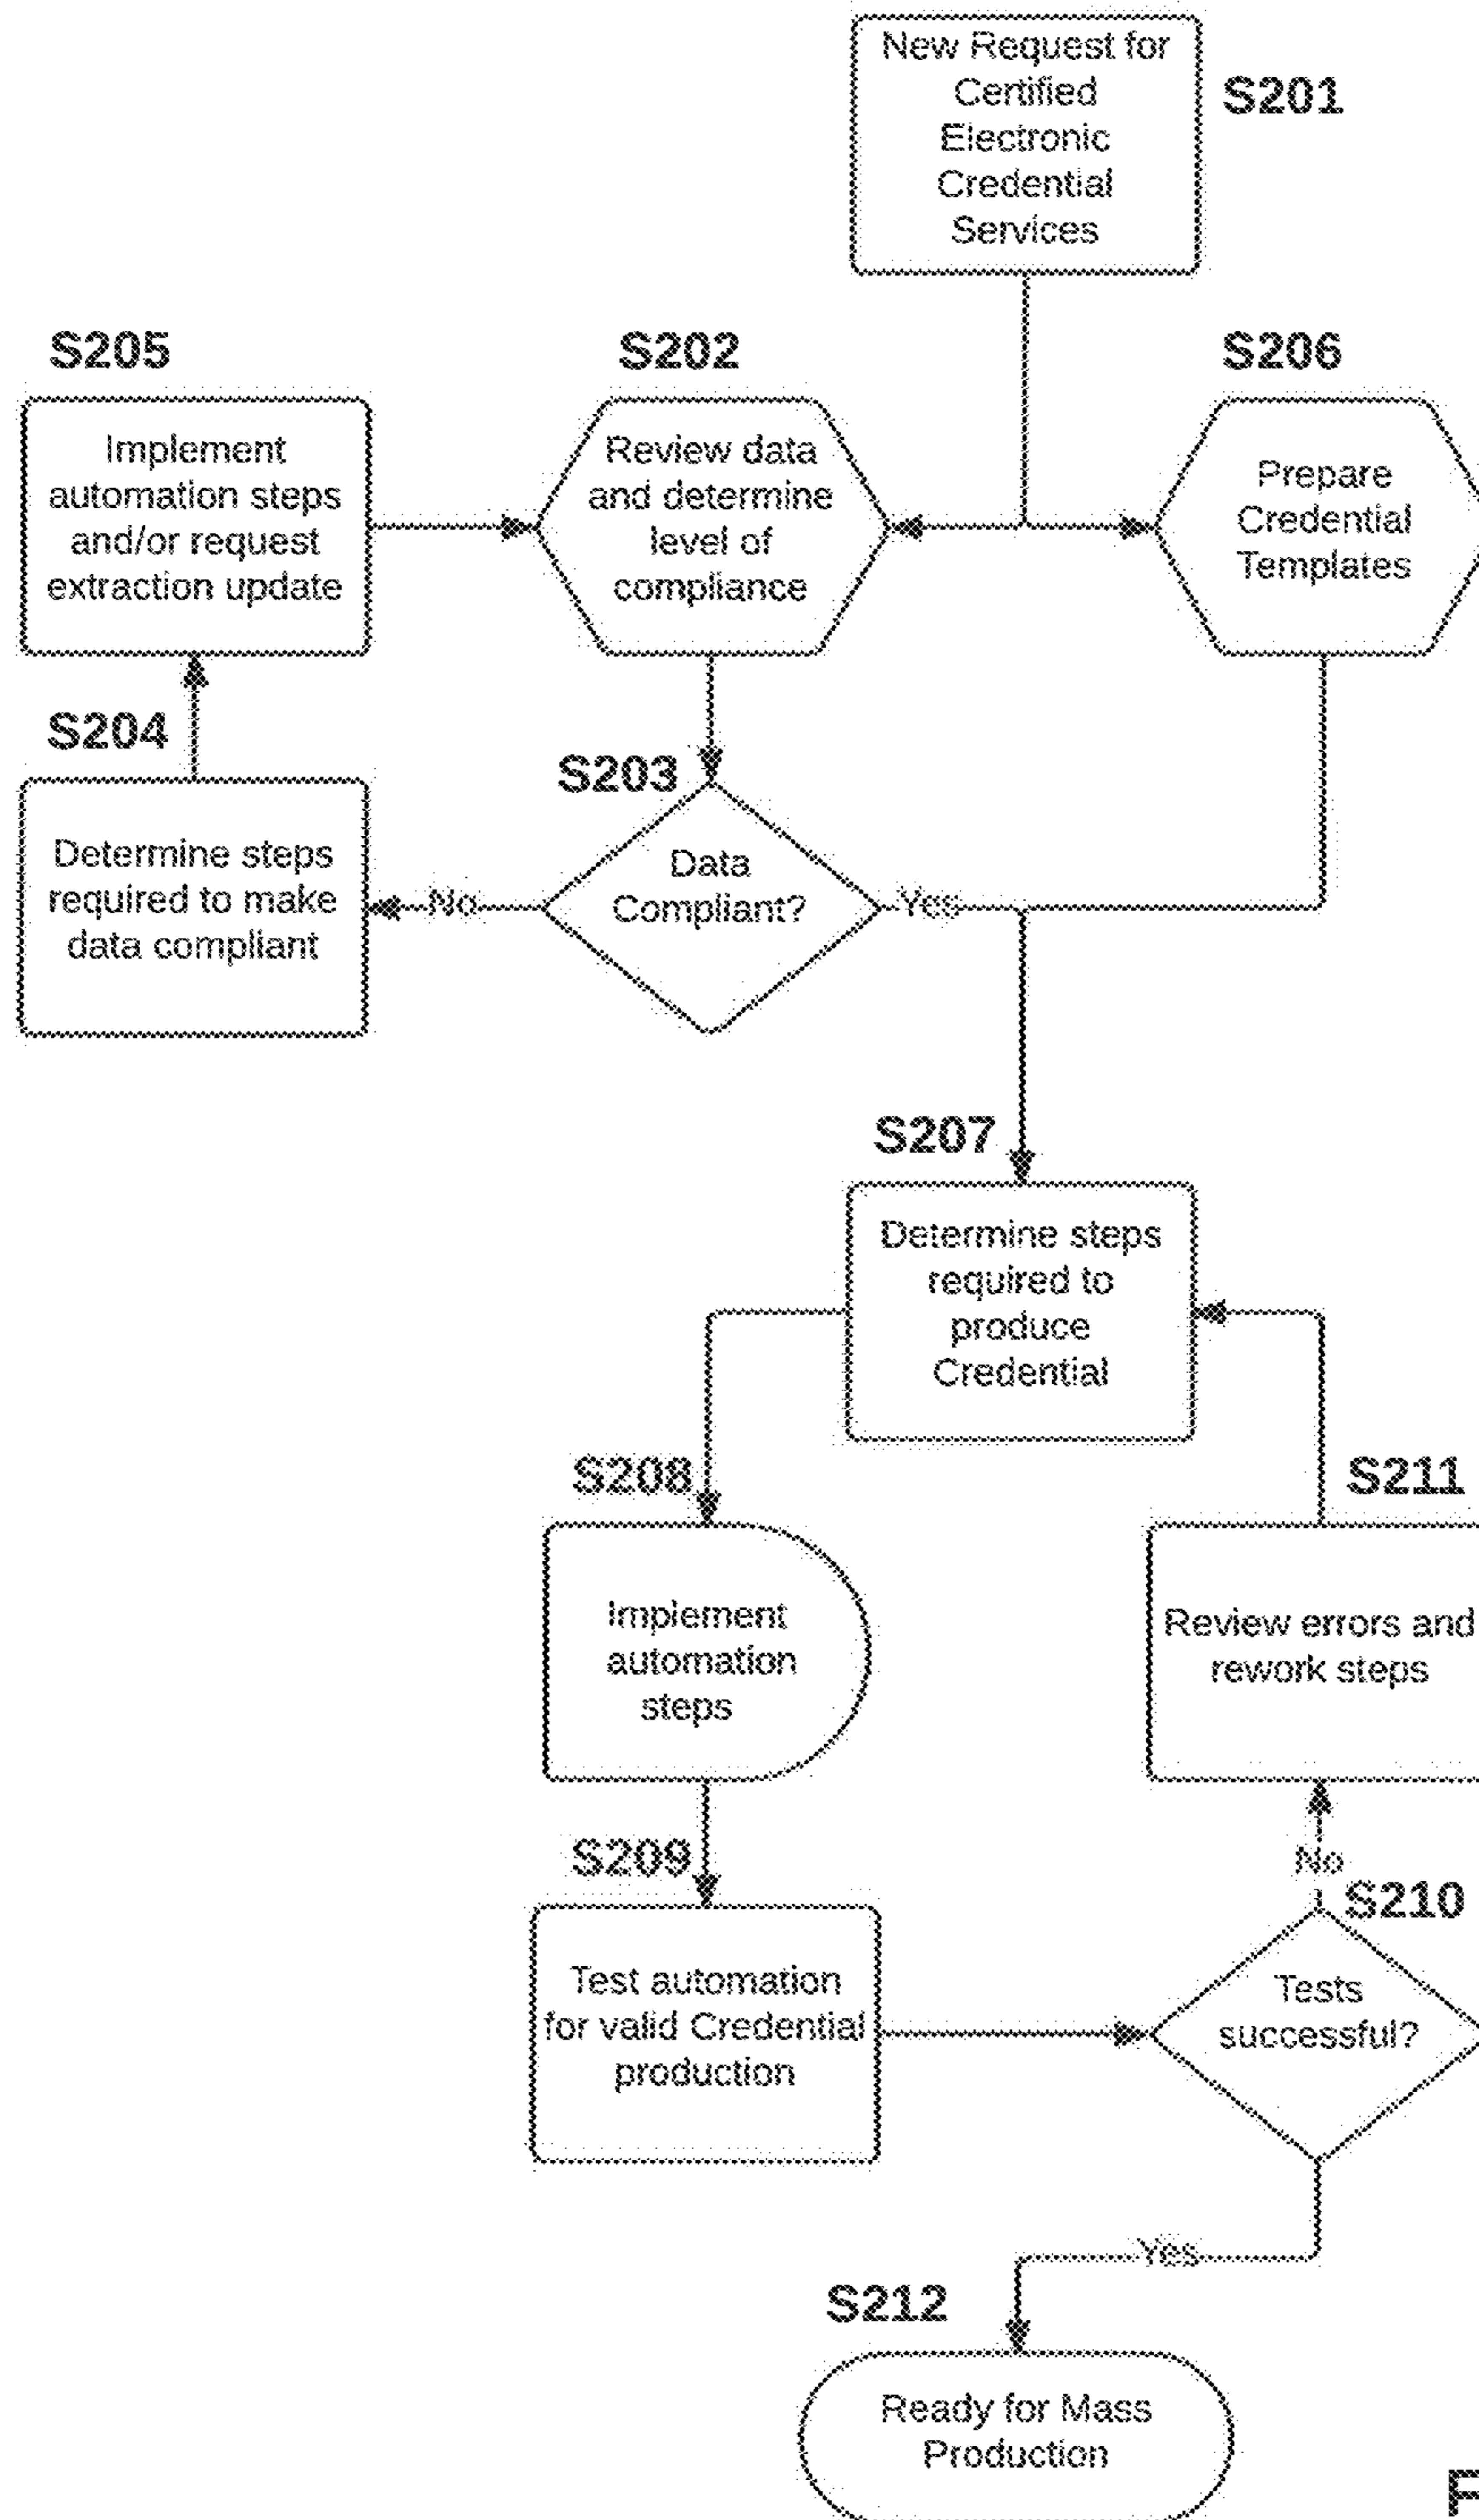 New Request for
Certified
Electronic
Credential
Services
S201
S205
S202
S206
Implement
automation steps
and/or request
extraction update
Review data
and determine
level of
compliance
Prepare
Credential
Templates
S204
S203
Determine steps
required to make
data compliant
No
Data
Compliant?
Yes
S207
Determine steps
required to
produce
Credential
S208
S211
Implement
automation
steps
Review errors and
rework steps
S209
No
S210
Test automation
for valid Credential
production
Tests
successful?
Yes
S212
Ready for Mass
Production